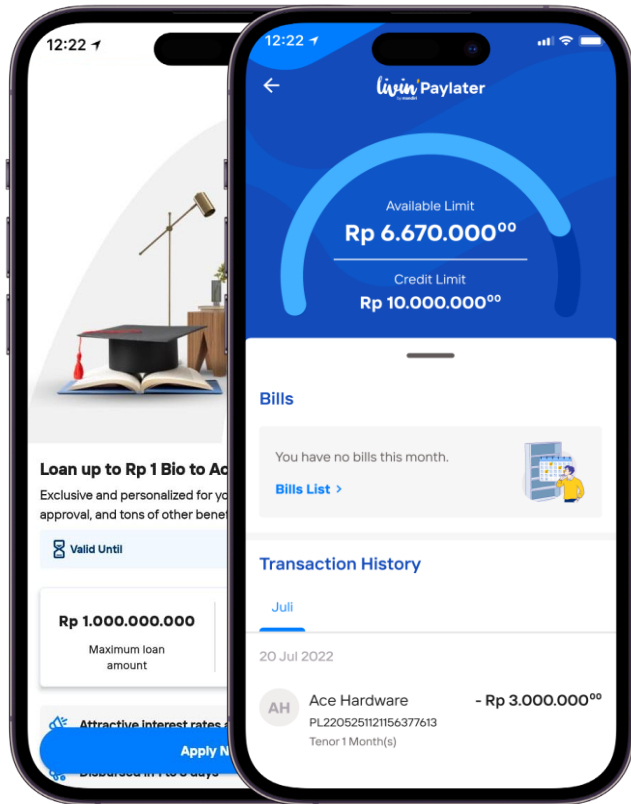 12:22
Loan up to Rp 1 Bio to Ac
Exclusive and personalized for yo
approval, and tons of other bene
Valid Until
Rp 1.000.000.000
Maximum loan
amount
Attractive interest rates a
Apply N
Disbursed in 1 to 3 days
12:22
livin' Paylater
by mandiri
Available Limit
Rp 6.670.000⁰⁰
Credit Limit
Rp 10.000.000⁰⁰
Bills
You have no bills this month.
Bills List >
Transaction History
Juli
20 Jul 2022
AH
Ace Hardware
- Rp 3.000.000⁰⁰
PL2205251121156377613
Tenor 1 Month(s)